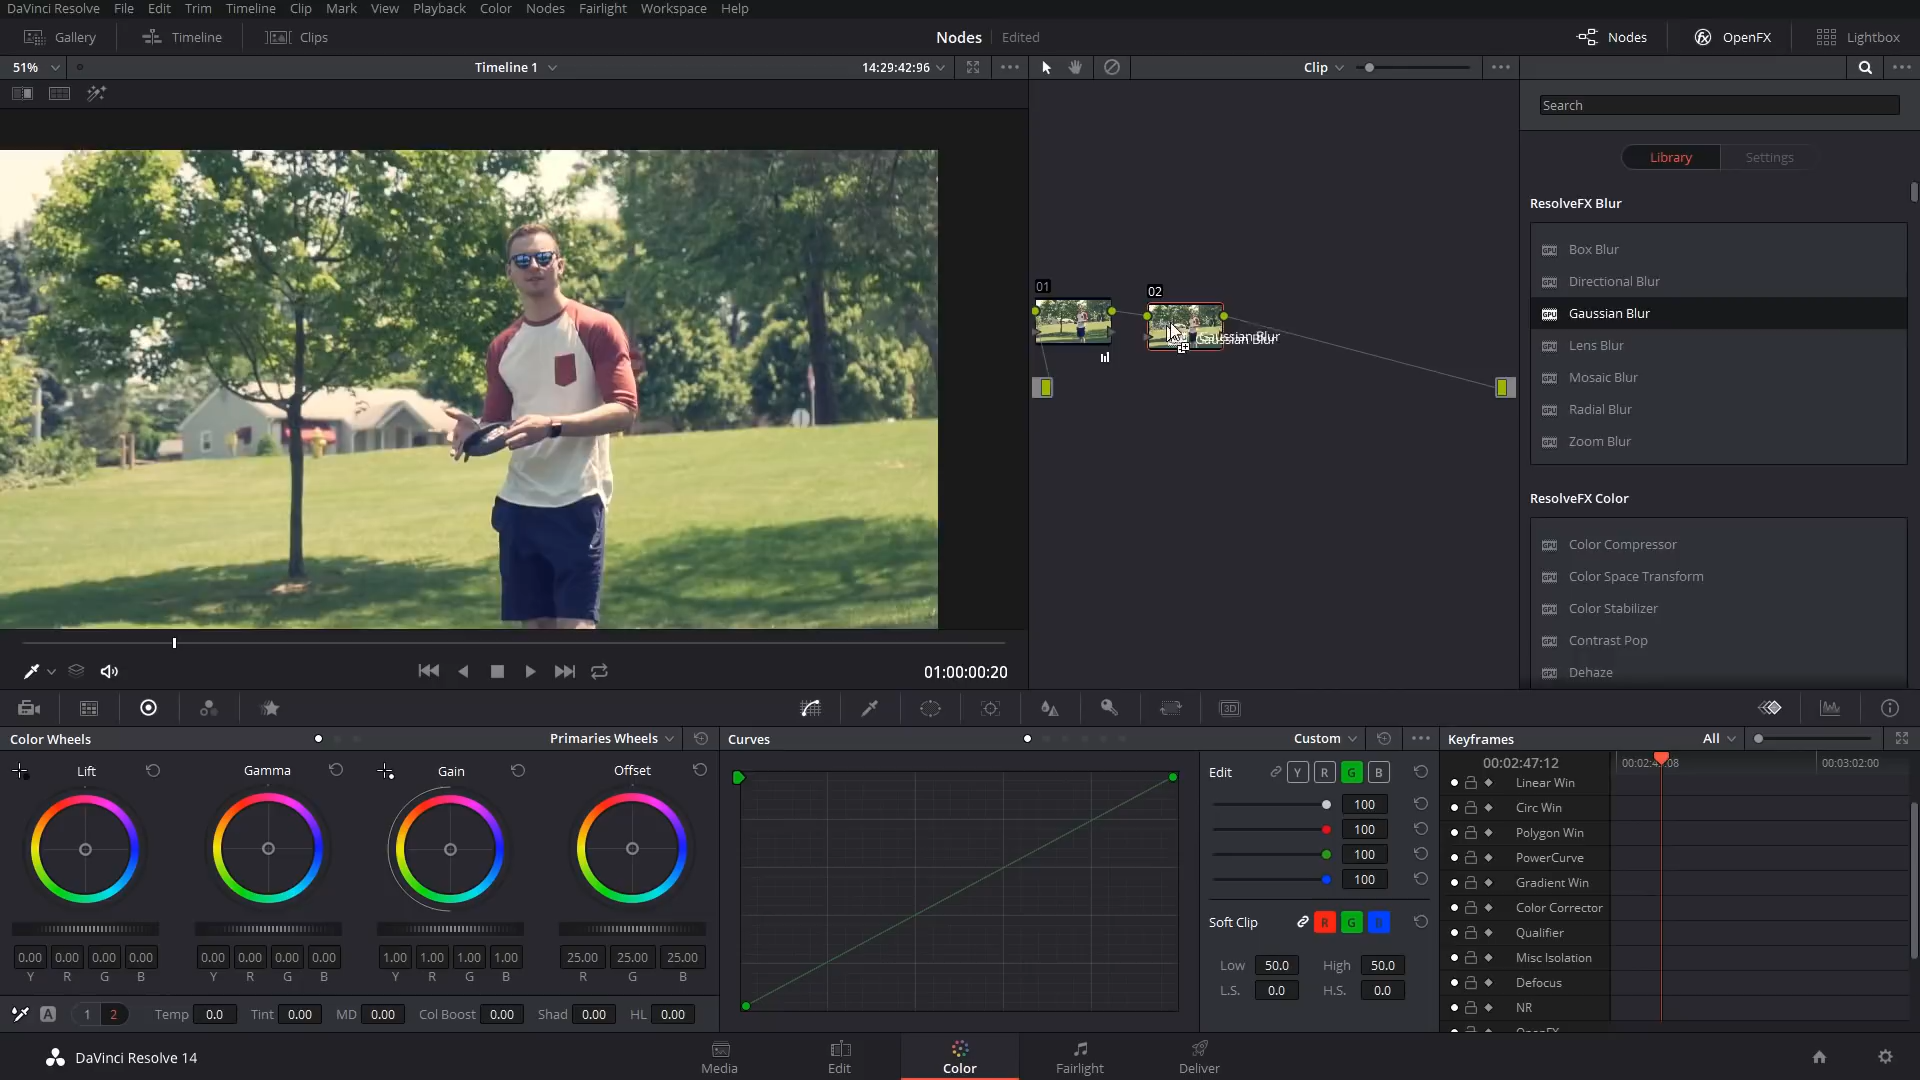 DaVinci Resolve File Edit Trim Timeline Clip Mark View Playback Color Nodes Fairlight Workspace Help
Gallery Timeline Clips Nodes Edited Nodes OpenFX Lightbox
51% Timeline 1 14:29:42:96 Clip
Search
Library Settings
ResolveFX Blur
Box Blur
Directional Blur
Gaussian Blur
Lens Blur
Mosaic Blur
Radial Blur
Zoom Blur
ResolveFX Color
Color Compressor
Color Space Transform
Color Stabilizer
Contrast Pop
Dehaze
01
02
Gaussian Blur
Gaussian Blur
01:00:00:20
Color Wheels Primaries Wheels
Lift Gamma Gain Offset
0.00 0.00 0.00 0.00 0.00 0.00 0.00 0.00 1.00 1.00 1.00 1.00 25.00 25.00 25.00
Y R G B Y R G B Y R G B R G B
A 1 2 Temp 0.0 Tint 0.00 MD 0.00 Col Boost 0.00 Shad 0.00 HL 0.00
Curves Custom
Edit Y R G B
100
100
100
100
Soft Clip R G B
Low 50.0 High 50.0
L.S. 0.0 H.S. 0.0
Keyframes All
00:02:47:12 00:03:02:00
Linear Win
Circ Win
Polygon Win
PowerCurve
Gradient Win
Color Corrector
Qualifier
Misc Isolation
Defocus
NR
OpenFX
3D
DaVinci Resolve 14 Media Edit Color Fairlight Deliver